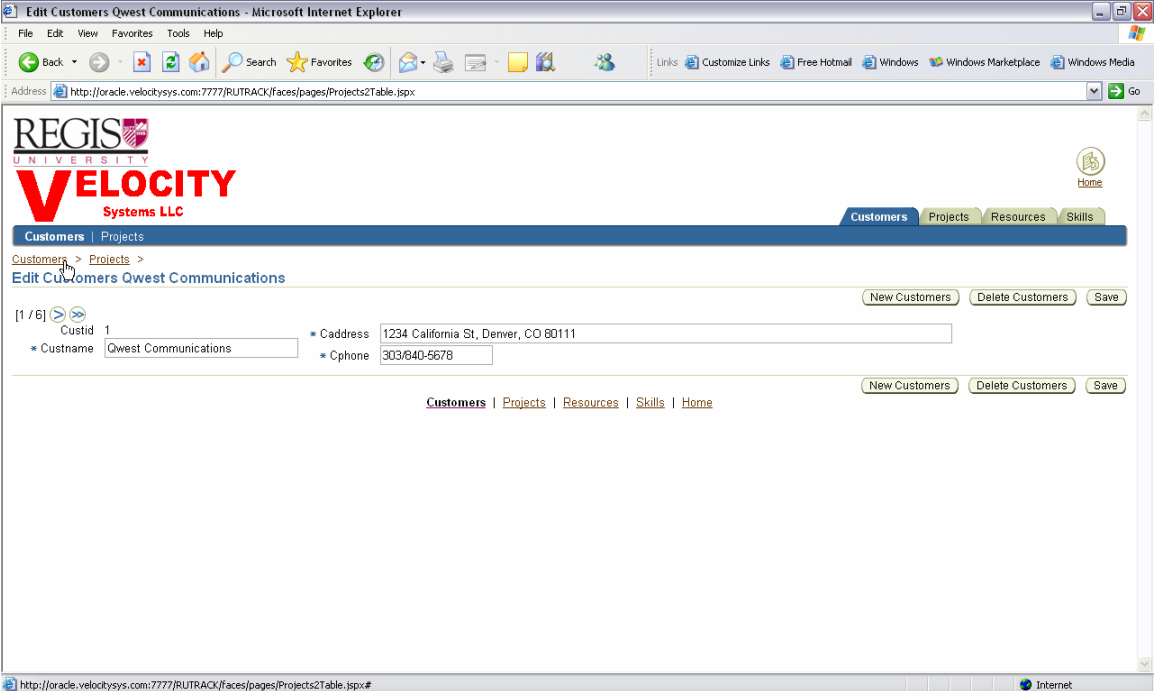 Edit Customers Qwest Communications - Microsoft Internet Explorer
File Edit View Favorites Tools Help
Back Search Favorites Links Customize Links Free Hotmail Windows Windows Marketplace Windows Media
Address http://oracle.velocitysys.com:7777/RUTRACK/faces/pages/Projects2Table.jspx Go
REGIS
UNIVERSITY
VELOCITY
Systems LLC
Home
Customers Projects Resources Skills
Customers | Projects
Customers > Projects >
Edit Customers Qwest Communications
New Customers Delete Customers Save
[1 / 6] > >>
Custid 1
* Custname Qwest Communications
* Caddress 1234 California St, Denver, CO 80111
* Cphone 303/840-5678
New Customers Delete Customers Save
Customers | Projects | Resources | Skills | Home
http://oracle.velocitysys.com:7777/RUTRACK/faces/pages/Projects2Table.jspx# Internet